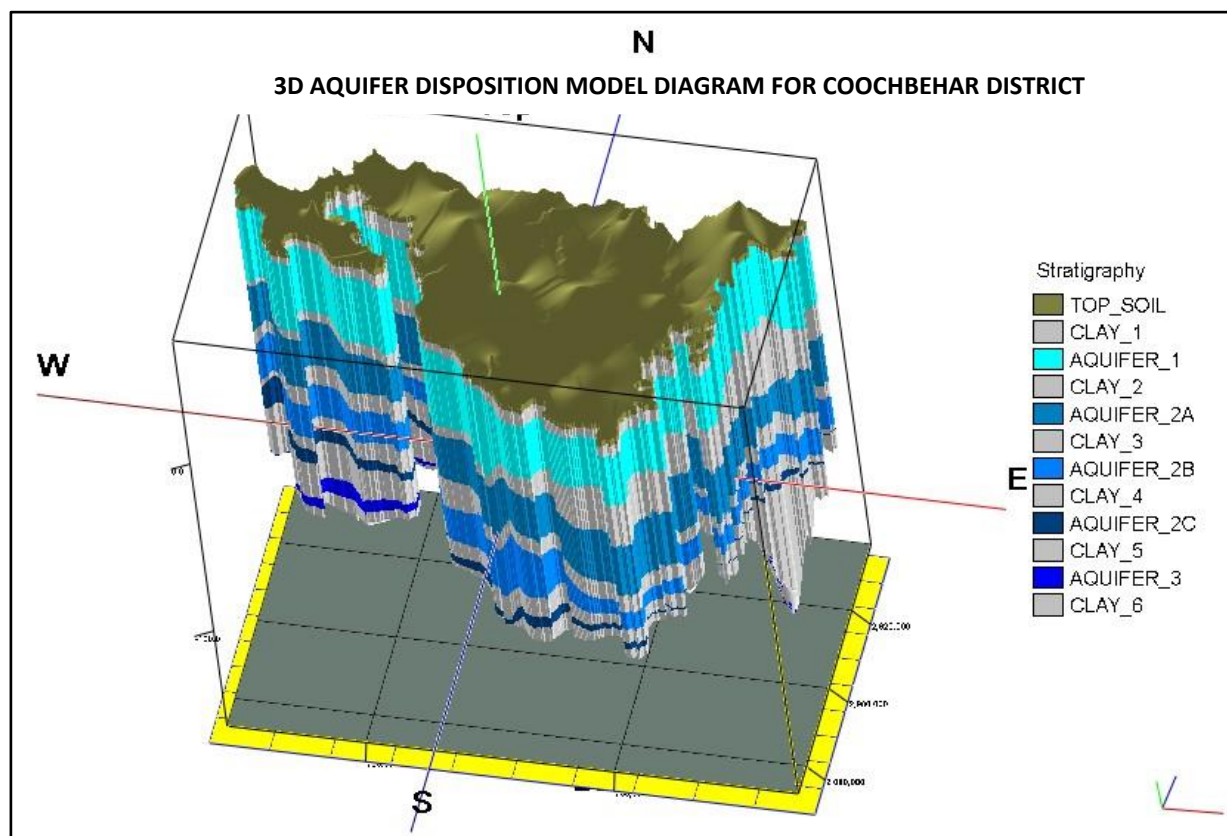 N
3D AQUIFER DISPOSITION MODEL DIAGRAM FOR COOCHBEHAR DISTRICT
W
E
S
Stratigraphy
TOP_SOIL
CLAY_1
AQUIFER_1
CLAY_2
AQUIFER_2A
CLAY_3
AQUIFER_2B
CLAY_4
AQUIFER_2C
CLAY_5
AQUIFER_3
CLAY_6